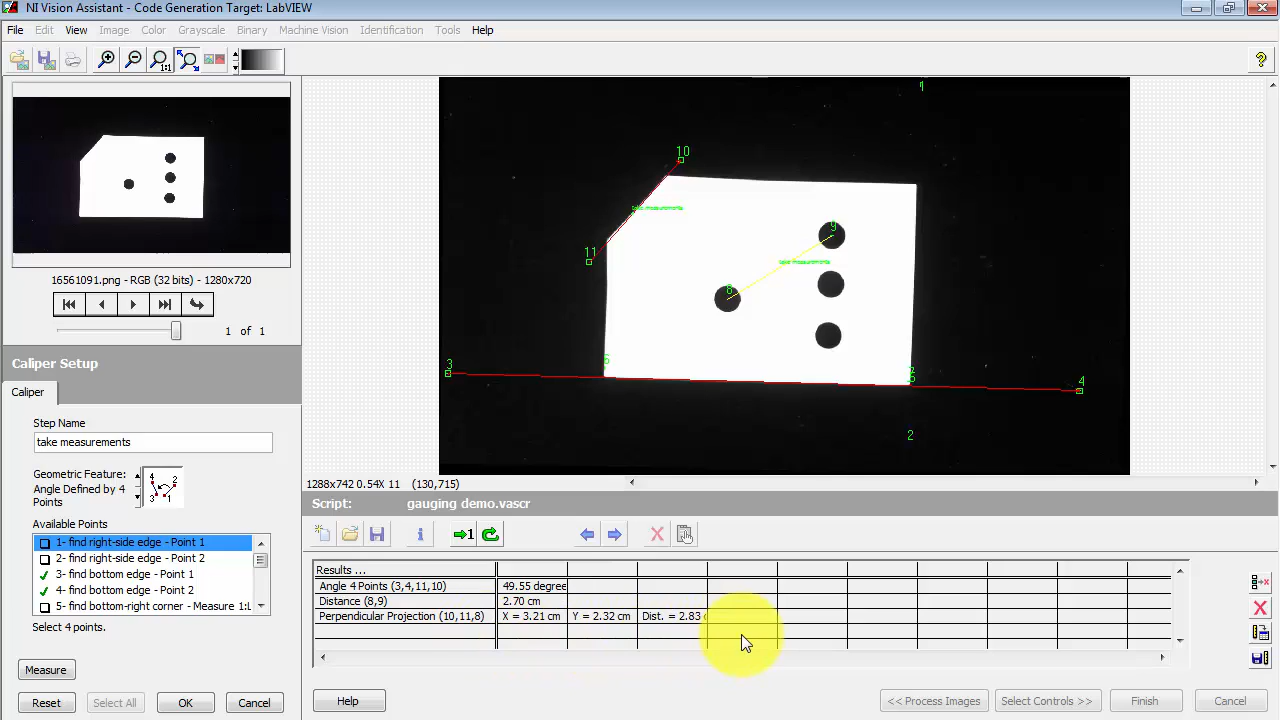 NI Vision Assistant - Code Generation Target: LabVIEW
File Edit View Image Color Grayscale Binary Machine Vision Identification Tools Help
1:1
?
16561091.png - RGB (32 bits) - 1280x720
1 of 1
Caliper Setup
Caliper
Step Name
take measurements
Geometric Feature:
Angle Defined by 4
Points
4 2
3 1
Available Points
1- find right-side edge - Point 1
2- find right-side edge - Point 2
3- find bottom edge - Point 1
4- find bottom edge - Point 2
5- find bottom-right corner - Measure 1:L
Select 4 points.
Measure
Reset Select All OK Cancel
1
10
11
9
8
3
4
2
1288x742 0.54X 11 (130,715)
Script: gauging demo.vascr
1
Results ...
Angle 4 Points (3,4,11,10) 49.55 degree
Distance (8,9) 2.70 cm
Perpendicular Projection (10,11,8) X = 3.21 cm Y = 2.32 cm Dist. = 2.83 c
Help << Process Images Select Controls >> Finish Cancel